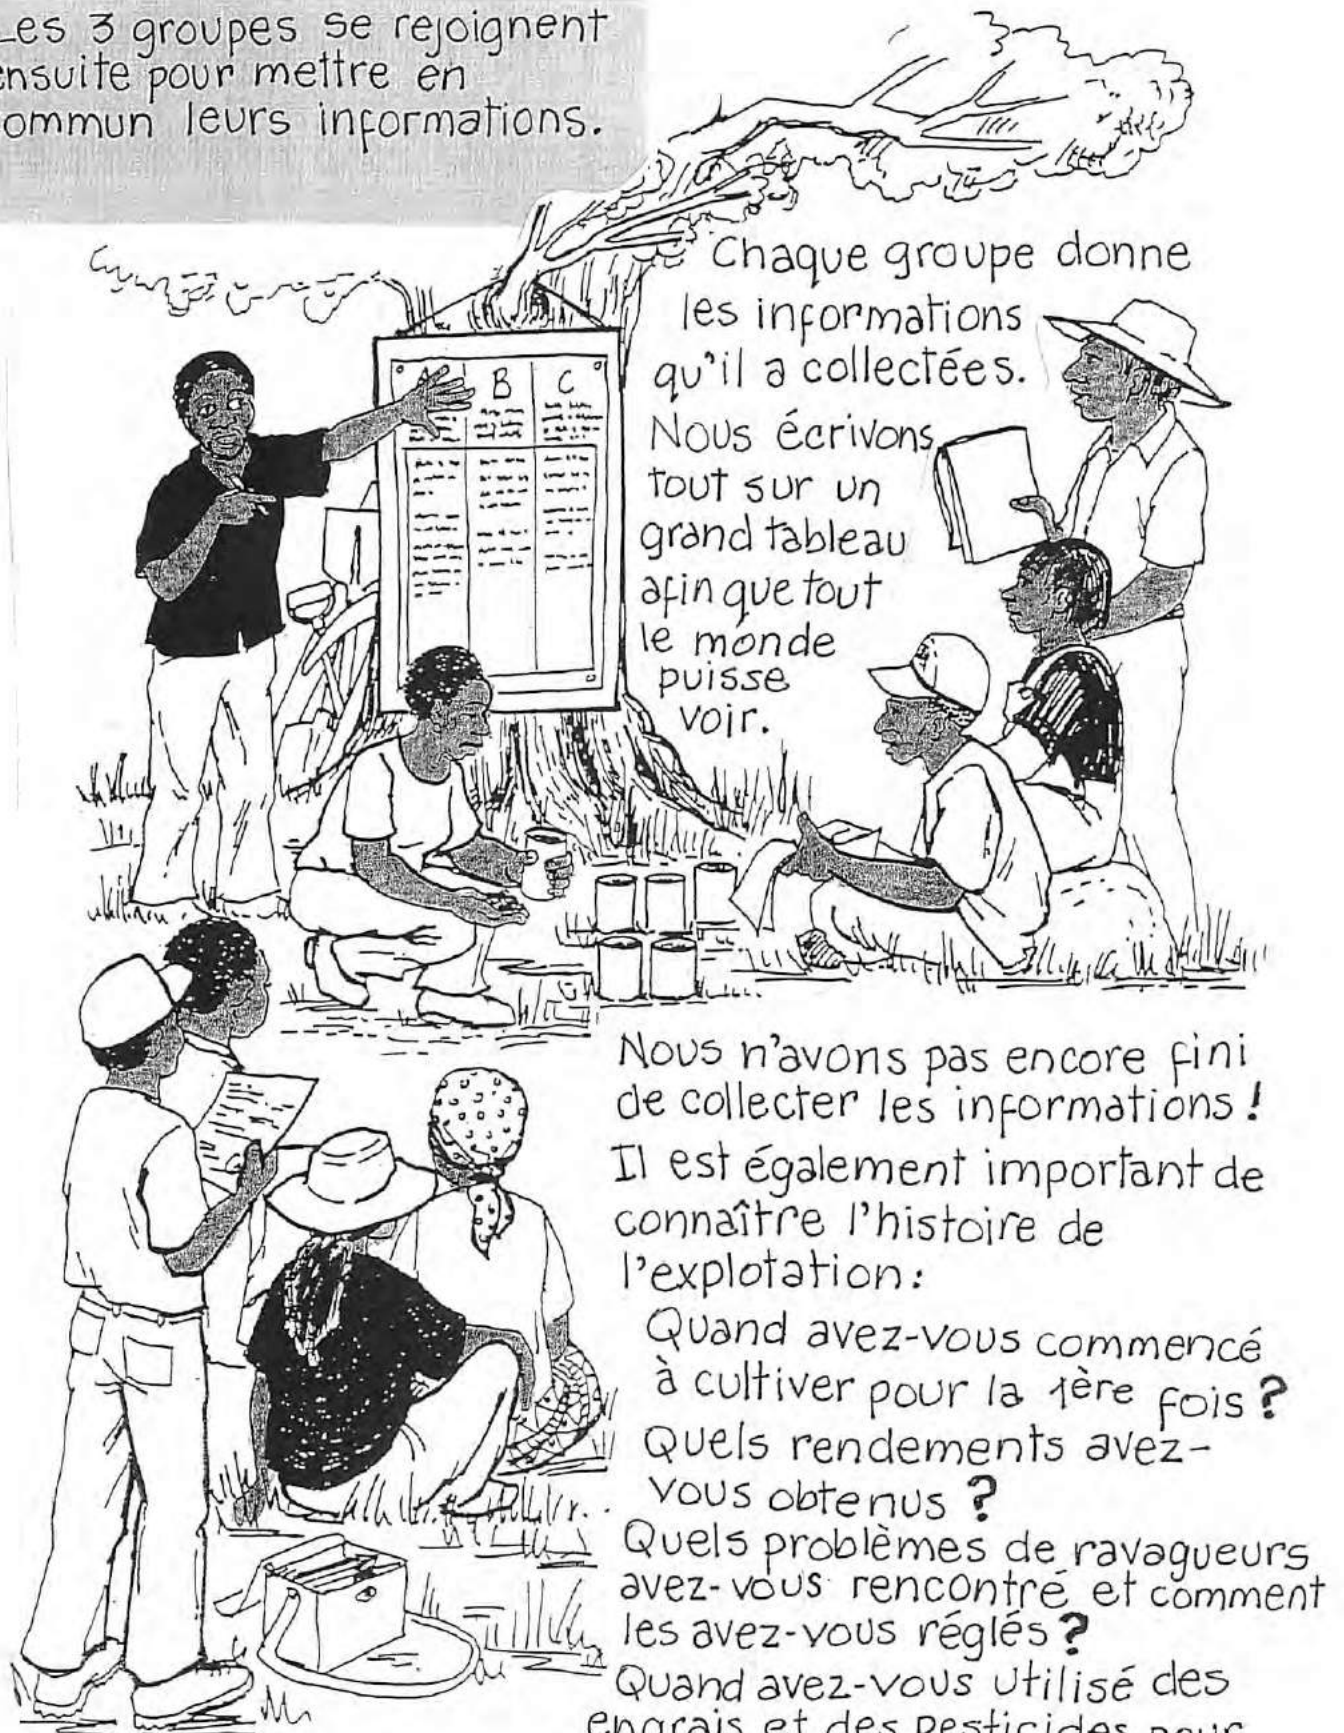 Les 3 groupes se rejoignent
ensuite pour mettre en
commun leurs informations.
Chaque groupe donne
les informations
qu'il a collectées.
Nous écrivons
tout sur un
grand tableau
afin que tout
le monde
puisse
voir.
A B C
Nous n'avons pas encore fini
de collecter les informations !
Il est également important de
connaître l'histoire de
l'explotation :
Quand avez-vous commencé
à cultiver pour la 1ère fois ?
Quels rendements avez-
vous obtenus ?
Quels problèmes de ravagueurs
avez-vous rencontré et comment
les avez-vous réglés ?
Quand avez-vous utilisé des
engrais et des pesticides pour